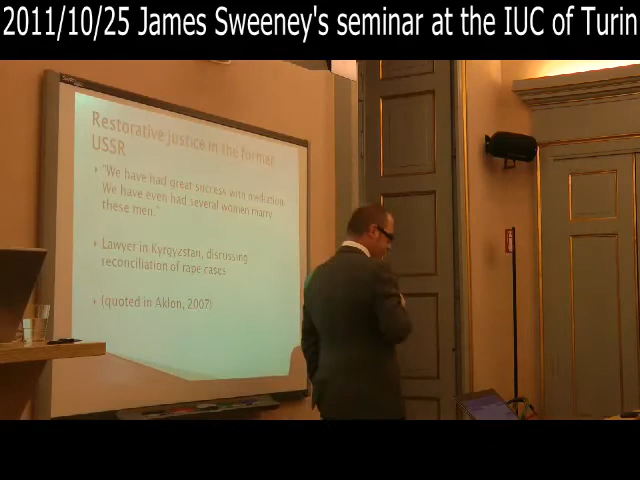 2011/10/25 James Sweeney's seminar at the IUC of Turin
Restorative justice in the former
USSR
"We have had great success with mediation.
We have even had several women marry
these men."
Lawyer in Kyrgyzstan, discussing
reconciliation of rape cases
(quoted in Aklon, 2007)